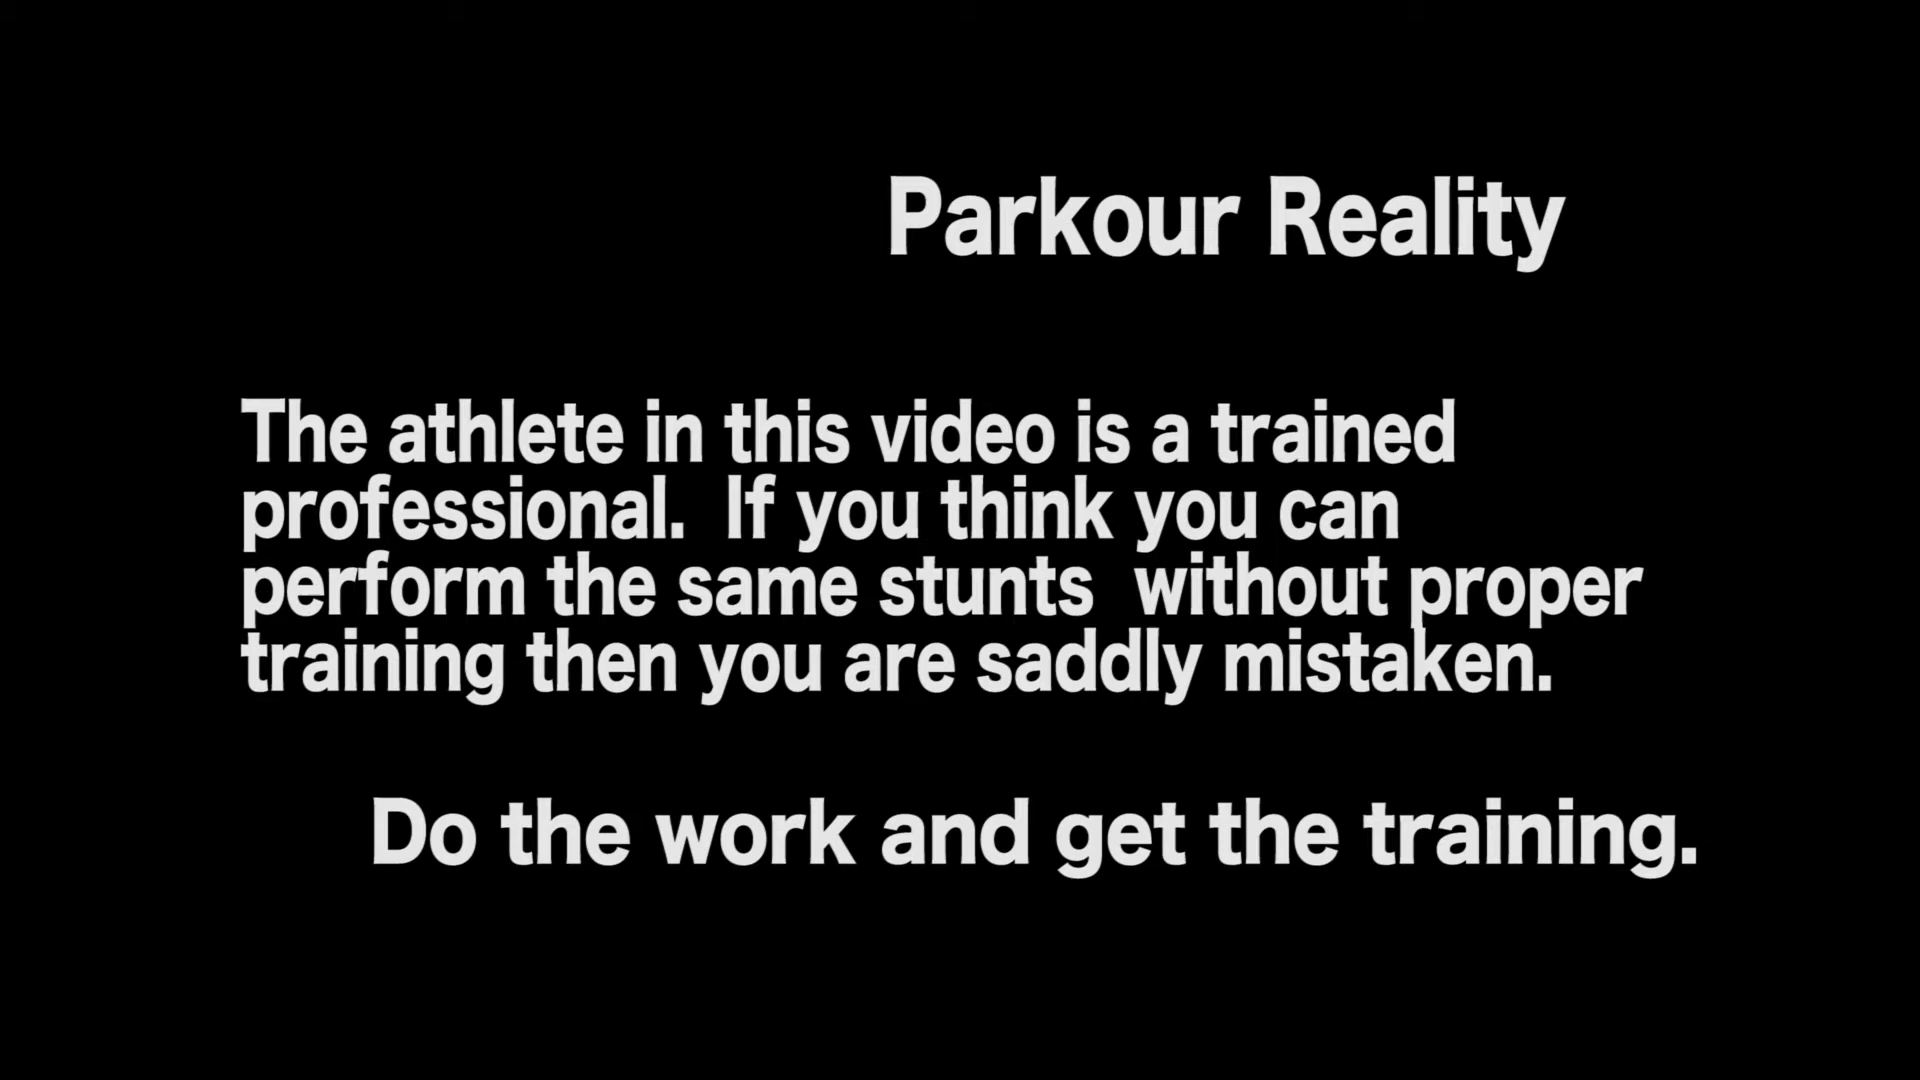 Parkour Reality
The athlete in this video is a trained
professional.  If you think you can
perform the same stunts  without proper
training then you are saddly mistaken.
Do the work and get the training.